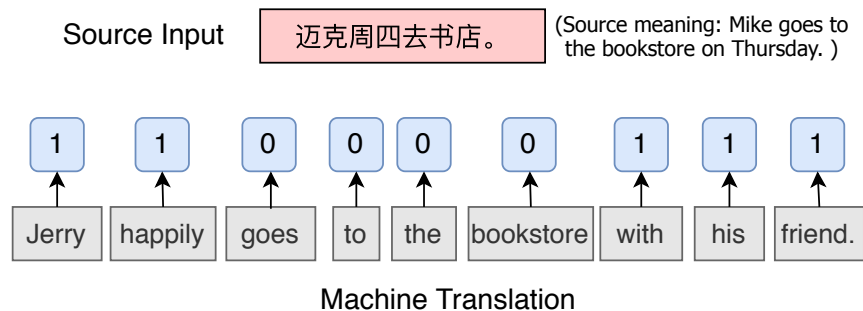 Source Input
迈克周四去书店。
(Source meaning: Mike goes to
the bookstore on Thursday. )
1 1 0 0 0 0 1 1 1
Jerry happily goes to the bookstore with his friend.
Machine Translation